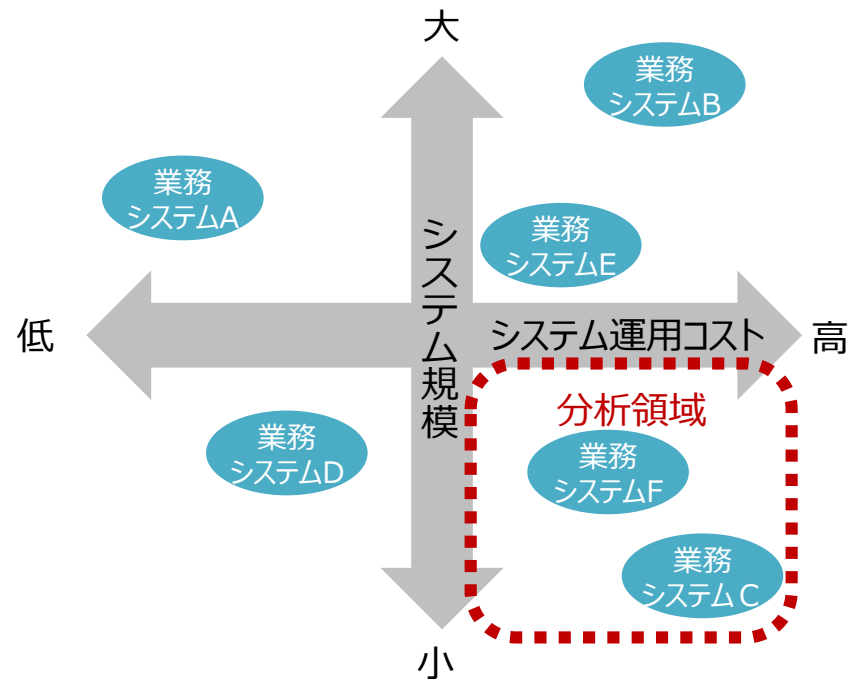 大
業務
システムB
業務
システムA
業務
システムE
システム規模
低
システム運用コスト
高
分析領域
業務
システムD
業務
システムF
業務
システムC
小